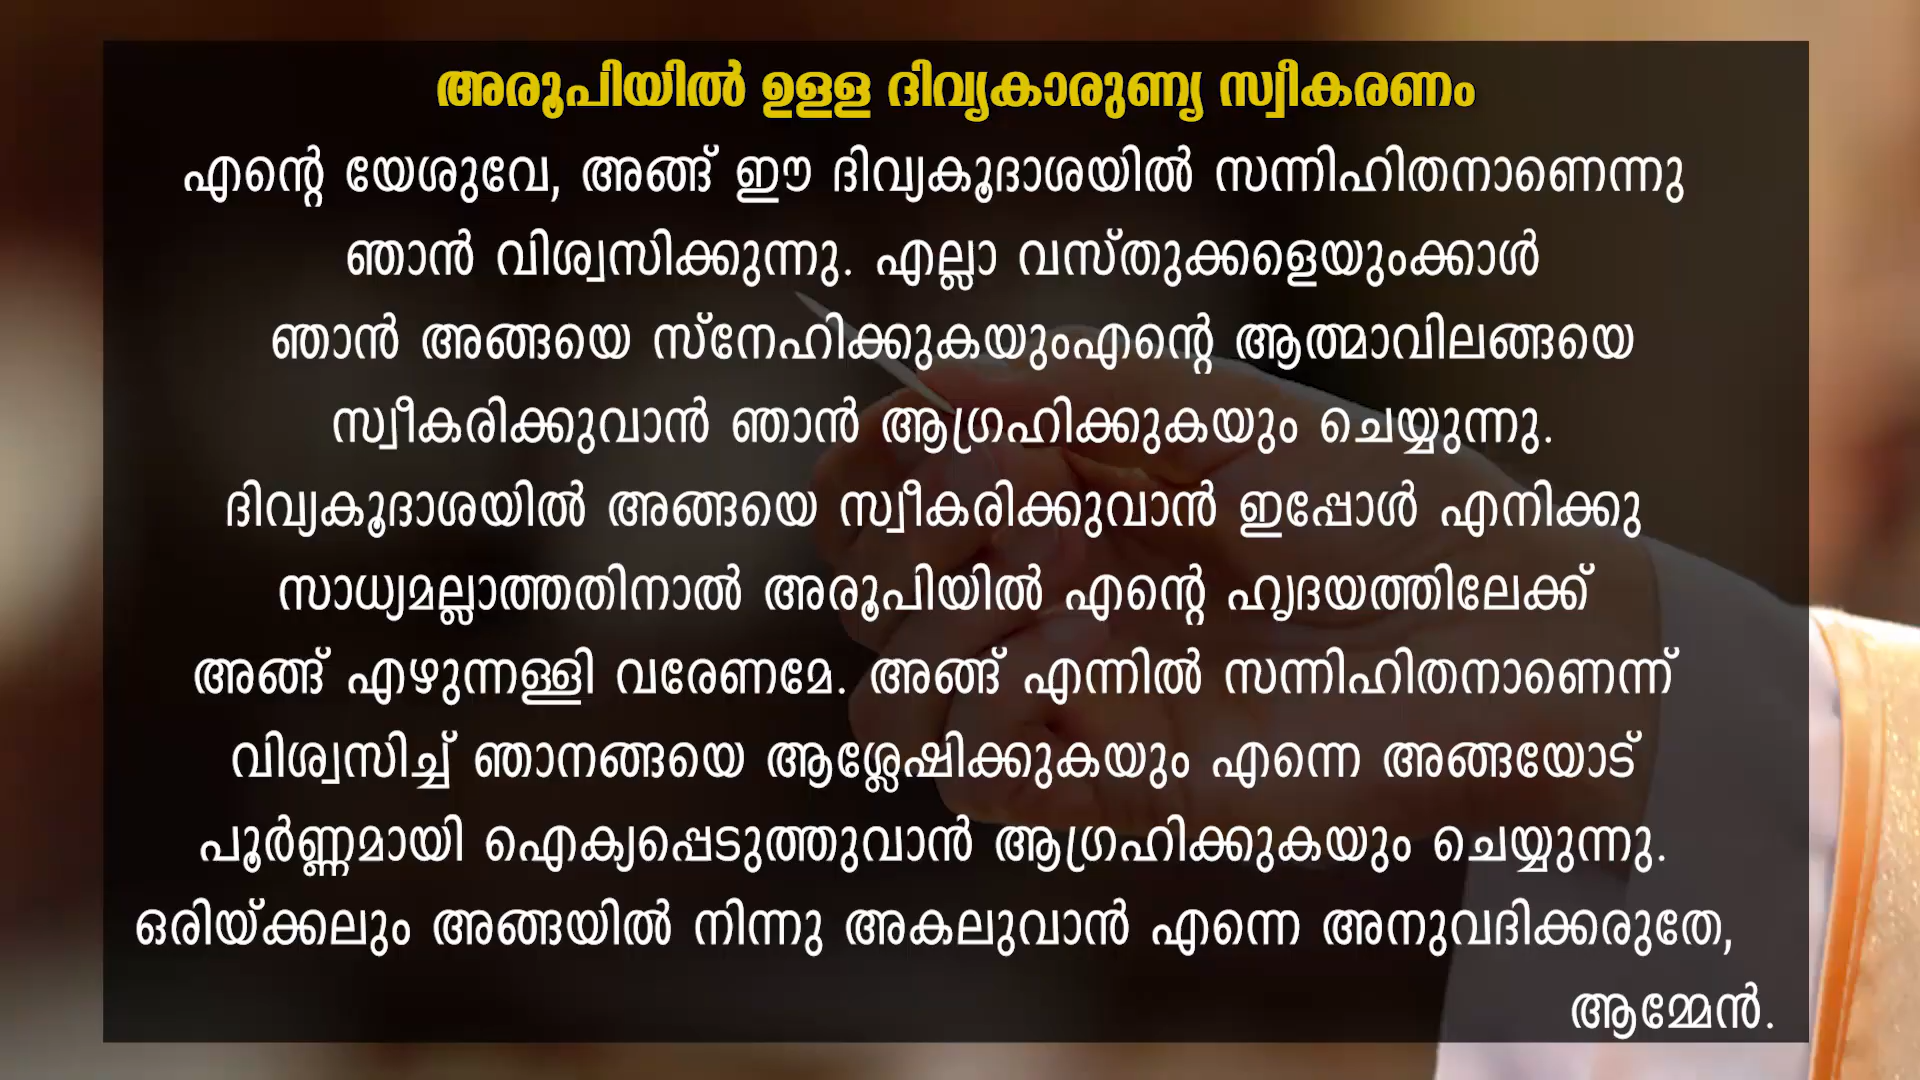 അരൂപിയിൽ ഉളള ദിവ്യകാരുണ്യ സ്വീകരണം
എന്റെ യേശുവേ, അങ്ങ് ഈ ദിവ്യകൂദാശയിൽ സന്നിഹിതനാണെന്നു
ഞാൻ വിശ്വസിക്കുന്നു. എല്ലാ വസ്തുക്കളെയുംക്കാൾ
ഞാൻ അങ്ങയെ സ്നേഹിക്കുകയുംഎന്റെ ആത്മാവിലങ്ങയെ
സ്വീകരിക്കുവാൻ ഞാൻ ആഗ്രഹിക്കുകയും ചെയ്യുന്നു.
ദിവ്യകൂദാശയിൽ അങ്ങയെ സ്വീകരിക്കുവാൻ ഇപ്പോൾ എനിക്കു
സാധ്യമല്ലാത്തതിനാൽ അരൂപിയിൽ എന്റെ ഹൃദയത്തിലേക്ക്
അങ്ങ് എഴുന്നള്ളി വരേണമേ. അങ്ങ് എന്നിൽ സന്നിഹിതനാണെന്ന്
വിശ്വസിച്ച് ഞാനങ്ങയെ ആശ്ലേഷിക്കുകയും എന്നെ അങ്ങയോട്
പൂർണ്ണമായി ഐക്യപ്പെടുത്തുവാൻ ആഗ്രഹിക്കുകയും ചെയ്യുന്നു.
ഒരിയ്ക്കലും അങ്ങയിൽ നിന്നു അകലുവാൻ എന്നെ അനുവദിക്കരുതേ,
ആമ്മേൻ.